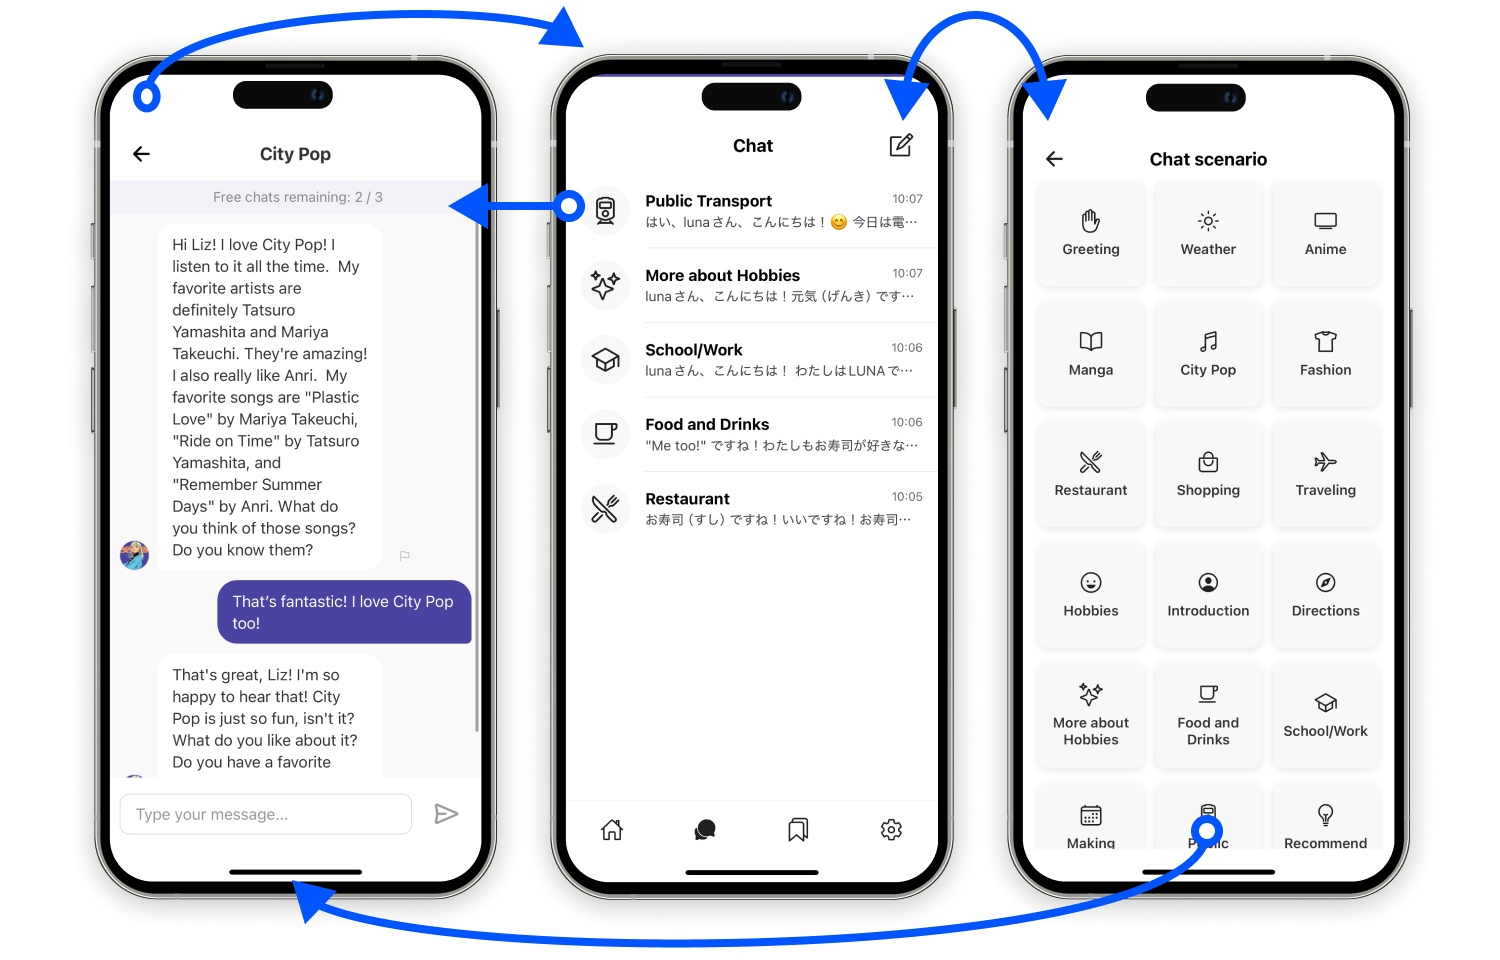 City Pop
Free chats remaining: 2 / 3
Hi Liz! I love City Pop! I
listen to it all the time. My
favorite artists are
definitely Tatsuro
Yamashita and Mariya
Takeuchi. They're amazing!
I also really like Anri. My
favorite songs are "Plastic
Love" by Mariya Takeuchi,
"Ride on Time" by Tatsuro
Yamashita, and
"Remember Summer
Days" by Anri. What do
you think of those songs?
Do you know them?
That's fantastic! I love City Pop
too!
That's great, Liz! I'm so
happy to hear that! City
Pop is just so fun, isn't it?
What do you like about it?
Do you have a favorite
Type your message...
Chat
Public Transport 10:07
はい、lunaさん、こんにちは！😊 今日は電…
More about Hobbies 10:07
lunaさん、こんにちは！元気（げんき）です…
School/Work 10:06
lunaさん、こんにちは！ わたしはLUNAで…
Food and Drinks 10:06
"Me too!" ですね！わたしもお寿司が好きな…
Restaurant 10:05
お寿司（すし）ですね！いいですね！お寿司…
Chat scenario
Greeting
Weather
Anime
Manga
City Pop
Fashion
Restaurant
Shopping
Traveling
Hobbies
Introduction
Directions
More about
Hobbies
Food and
Drinks
School/Work
Making
Public
Recommend